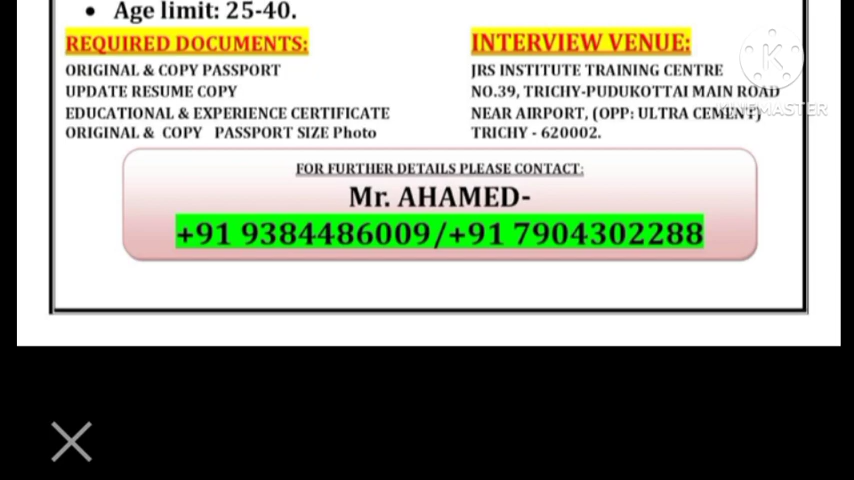 • Age limit: 25-40.
REQUIRED DOCUMENTS:
ORIGINAL & COPY PASSPORT
UPDATE RESUME COPY
EDUCATIONAL & EXPERIENCE CERTIFICATE
ORIGINAL & COPY PASSPORT SIZE Photo
INTERVIEW VENUE:
JRS INSTITUTE TRAINING CENTRE
NO.39, TRICHY-PUDUKOTTAI MAIN ROAD
NEAR AIRPORT, (OPP: ULTRA CEMENT)
TRICHY - 620002.
K
KINEMASTER
FOR FURTHER DETAILS PLEASE CONTACT:
Mr. AHAMED-
+91 9384486009/+91 7904302288